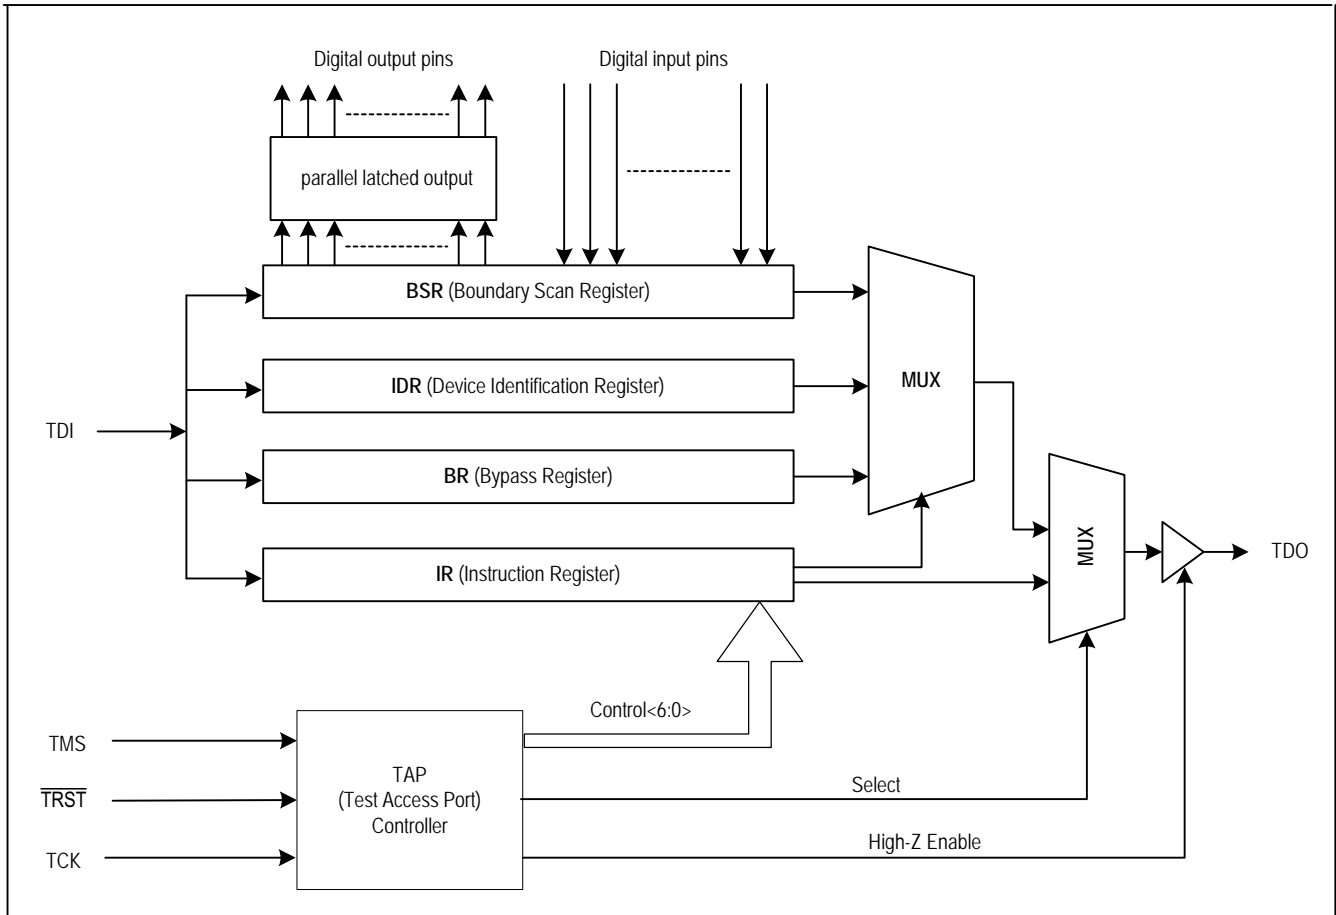 Digital output pins
Digital input pins
parallel latched output
BSR (Boundary Scan Register)
IDR (Device Identification Register)
MUX
TDI
BR (Bypass Register)
MUX
TDO
IR (Instruction Register)
Control<6:0>
TMS
TAP
(Test Access Port)
Controller
TRST
Select
TCK
High-Z Enable